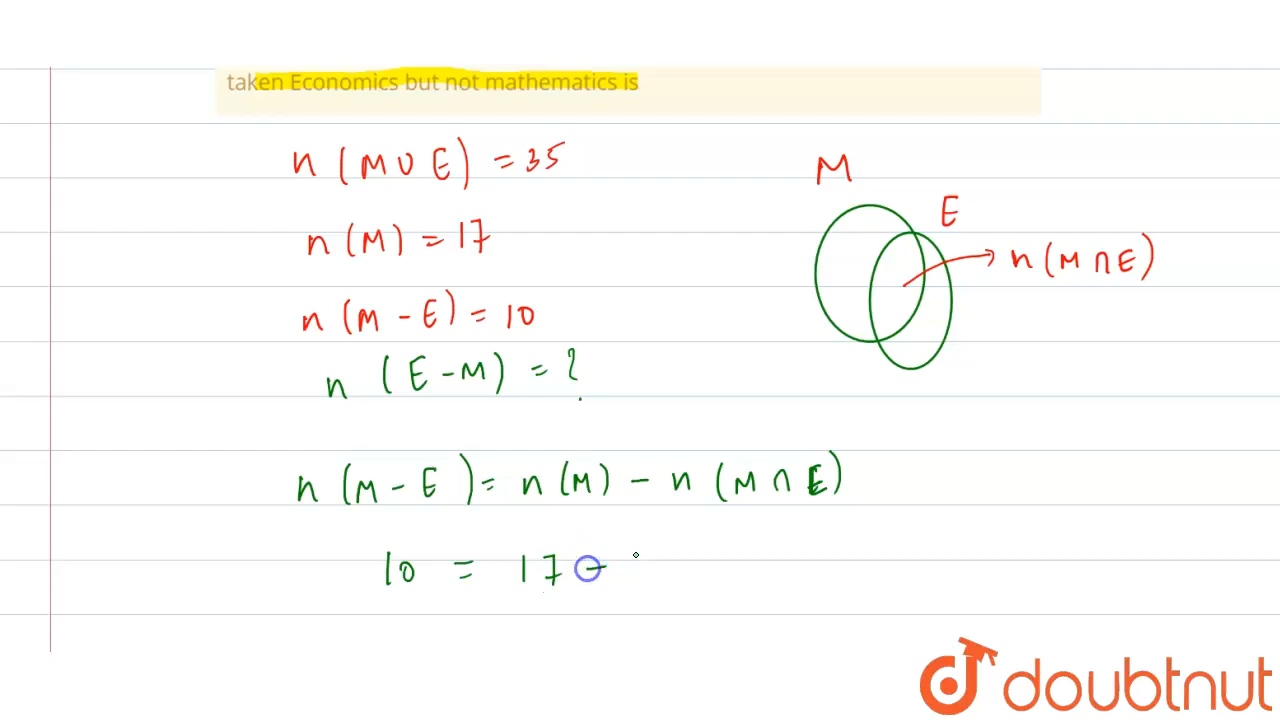 taken Economics but not mathematics is
n (M ∪ E) = 35
M
E
n (M) = 17
n (M ∩ E)
n (M - E) = 10
n (E - M) = ?
n (M - E) = n (M) - n (M ∩ E)
10 = 17 -
doubtnut